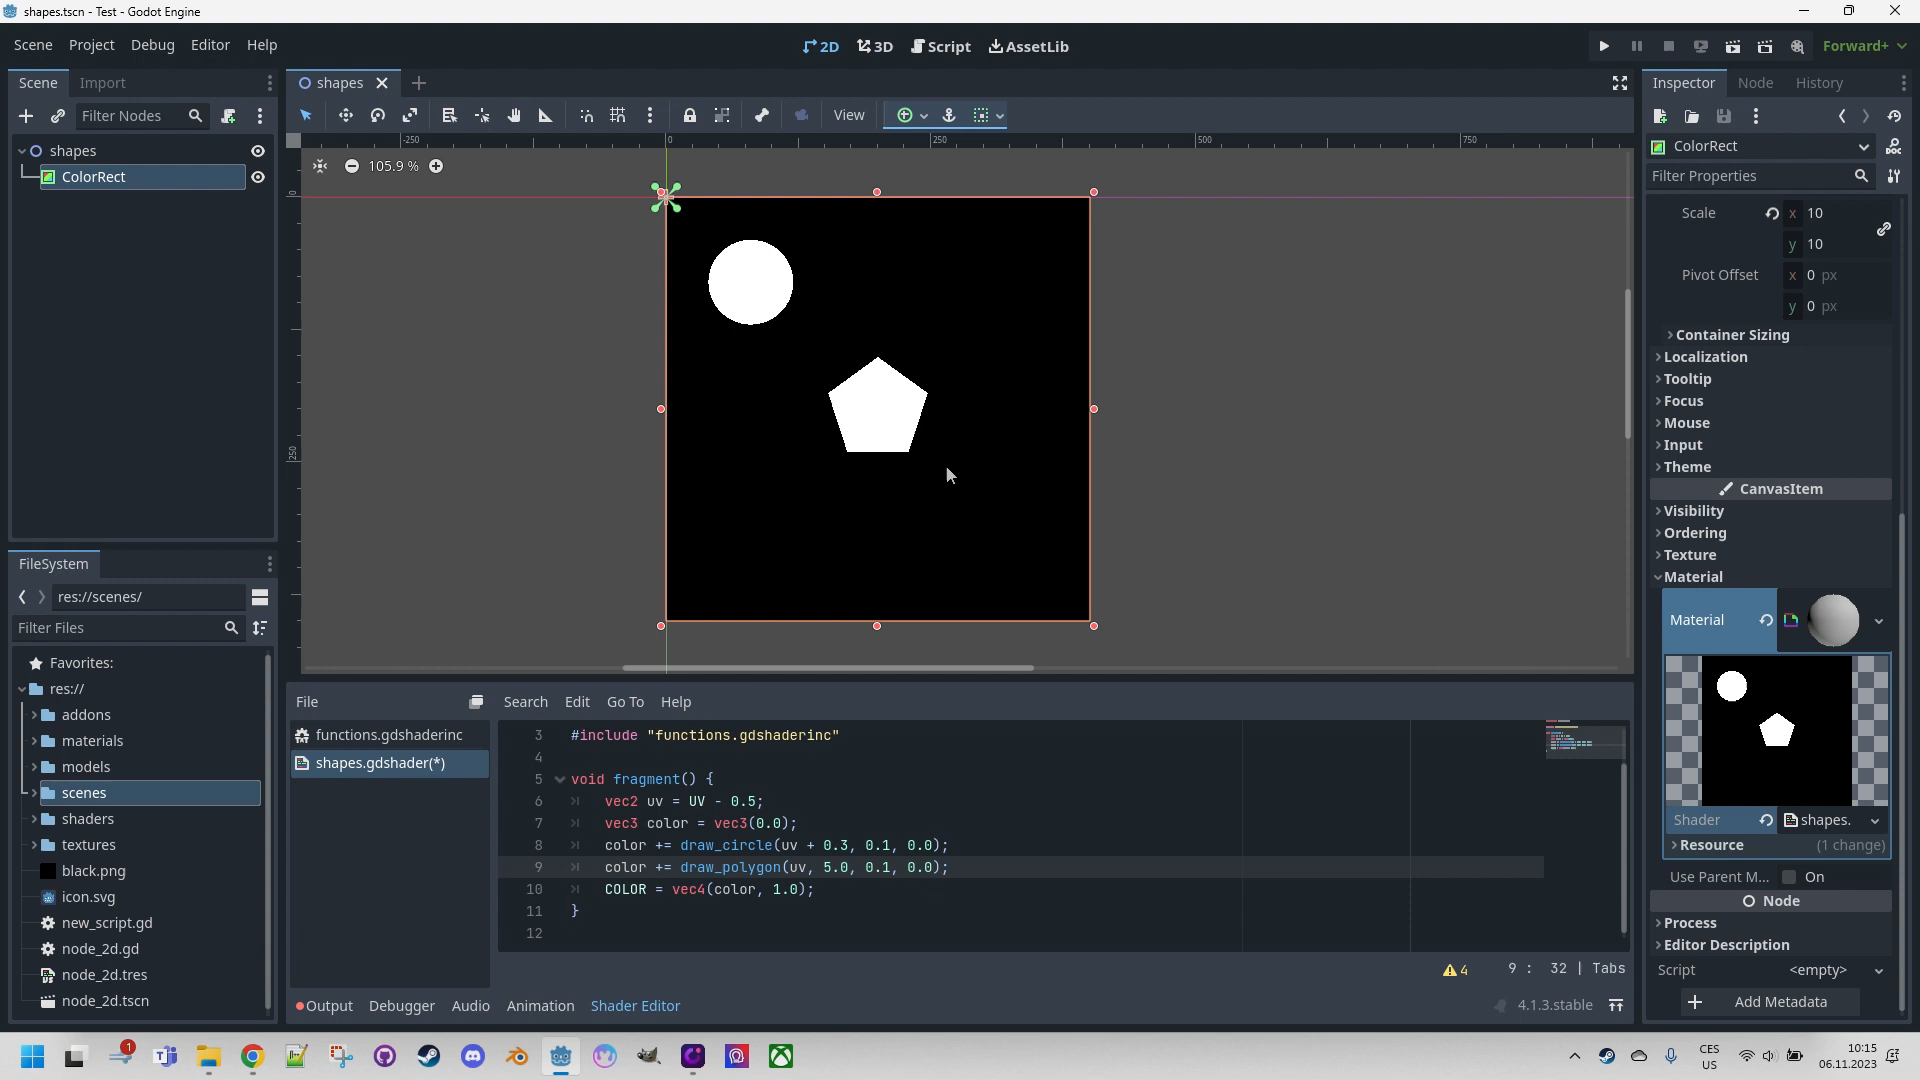 shapes.tscn - Test - Godot Engine
Scene Project Debug Editor Help
2D 3D Script AssetLib
Forward+
Scene Import
shapes
Inspector Node History
Filter Nodes
View
shapes
ColorRect
-250 0 250 500 750
105.9 %
0
250
ColorRect
Filter Properties
Scale x 10
y 10
Pivot Offset x 0 px
y 0 px
Container Sizing
Localization
Tooltip
Focus
Mouse
Input
Theme
CanvasItem
Visibility
Ordering
Texture
Material
Material
Shader shapes.
Resource (1 change)
Use Parent M... On
Node
Process
Editor Description
Script <empty>
Add Metadata
FileSystem
res://scenes/
Filter Files
Favorites:
res://
addons
materials
models
scenes
shaders
textures
black.png
icon.svg
new_script.gd
node_2d.gd
node_2d.tres
node_2d.tscn
File Search Edit Go To Help
functions.gdshaderinc
shapes.gdshader(*)
3 #include "functions.gdshaderinc"
4
5 void fragment() {
6 vec2 uv = UV - 0.5;
7 vec3 color = vec3(0.0);
8 color += draw_circle(uv + 0.3, 0.1, 0.0);
9 color += draw_polygon(uv, 5.0, 0.1, 0.0);
10 COLOR = vec4(color, 1.0);
11 }
12
4 9 : 32 | Tabs
Output Debugger Audio Animation Shader Editor 4.1.3.stable
1
CES
US
10:15
06.11.2023